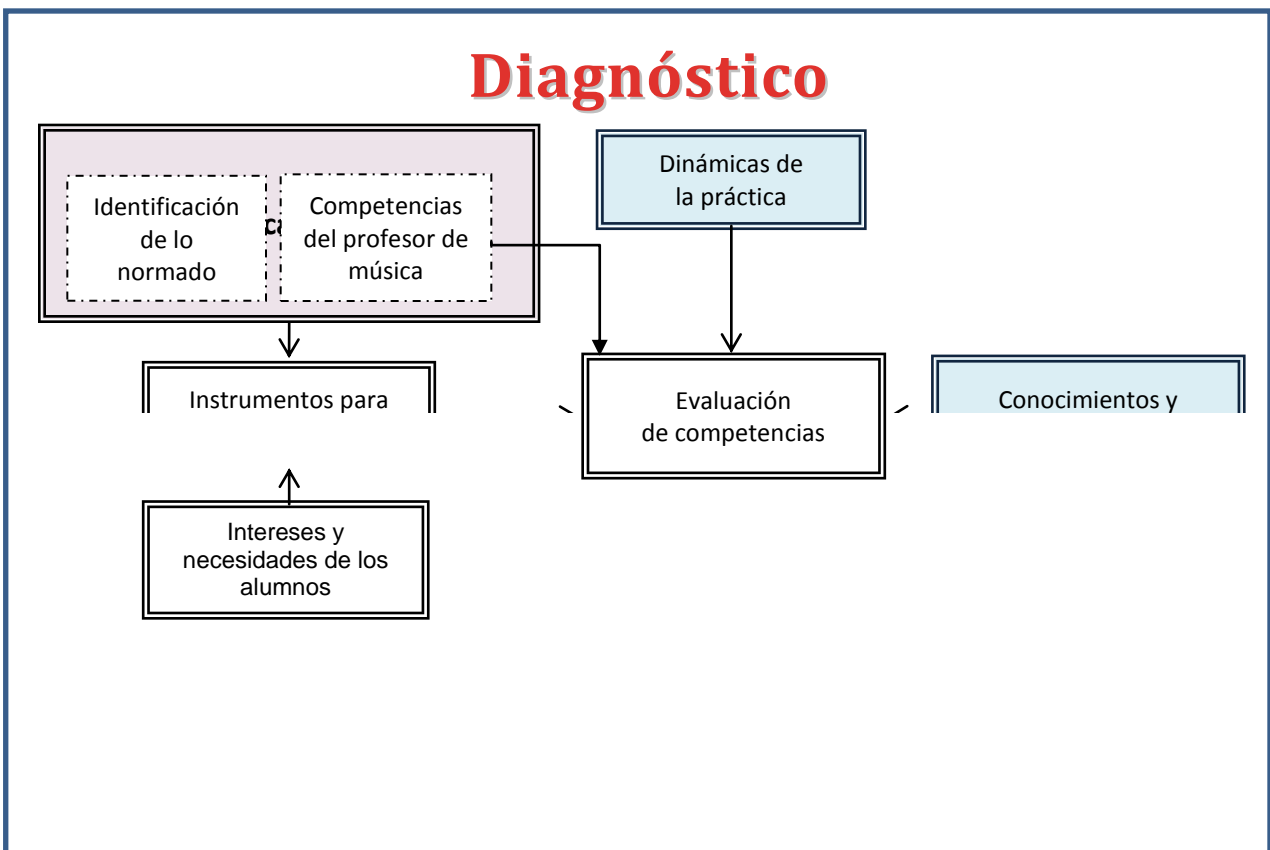 Diagnóstico
Identificación
de lo
normado
Competencias
del profesor de
música
Dinámicas de
la práctica
Instrumentos para
Evaluación
de competencias
Conocimientos y
Intereses y
necesidades de los
alumnos